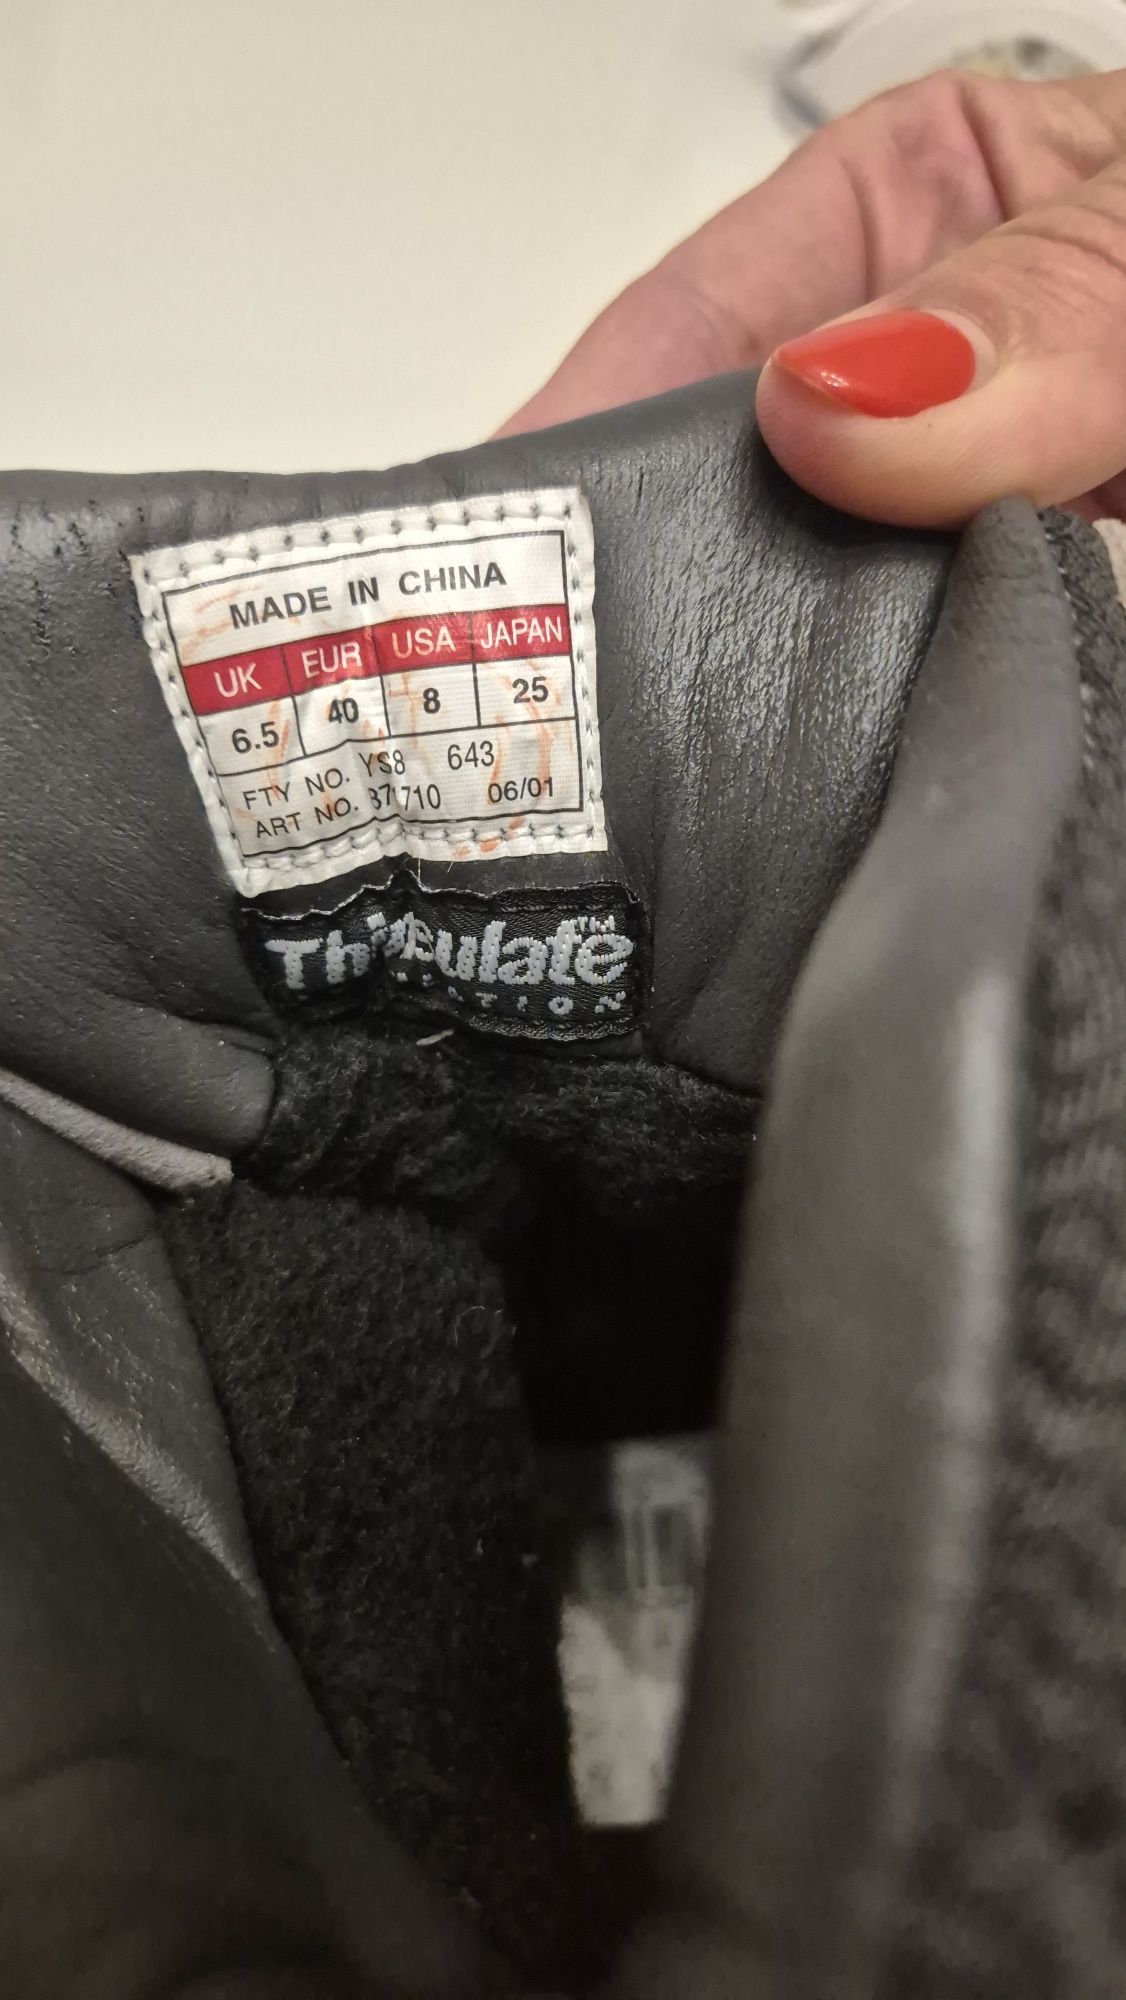 MADE IN CHINA
UK EUR USA JAPAN
6.5 40 8 25
FTY NO. YS8 643
ART NO. 06/01
Thinsulate™